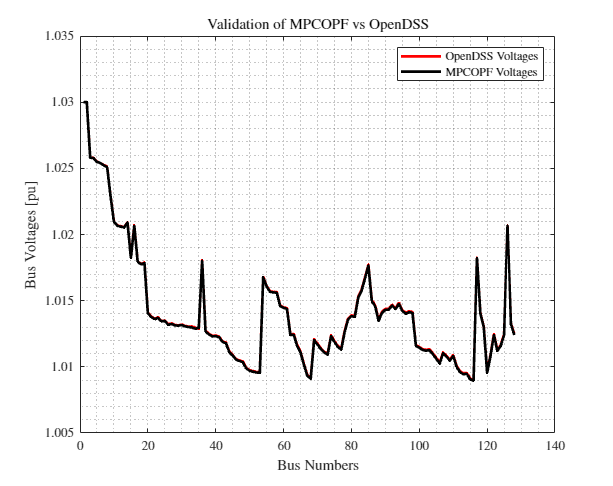 Validation of MPCOPF vs OpenDSS
OpenDSS Voltages
MPCOPF Voltages
Bus Voltages [pu]
1.035
1.03
1.025
1.02
1.015
1.01
1.005
0 20 40 60 80 100 120 140
Bus Numbers